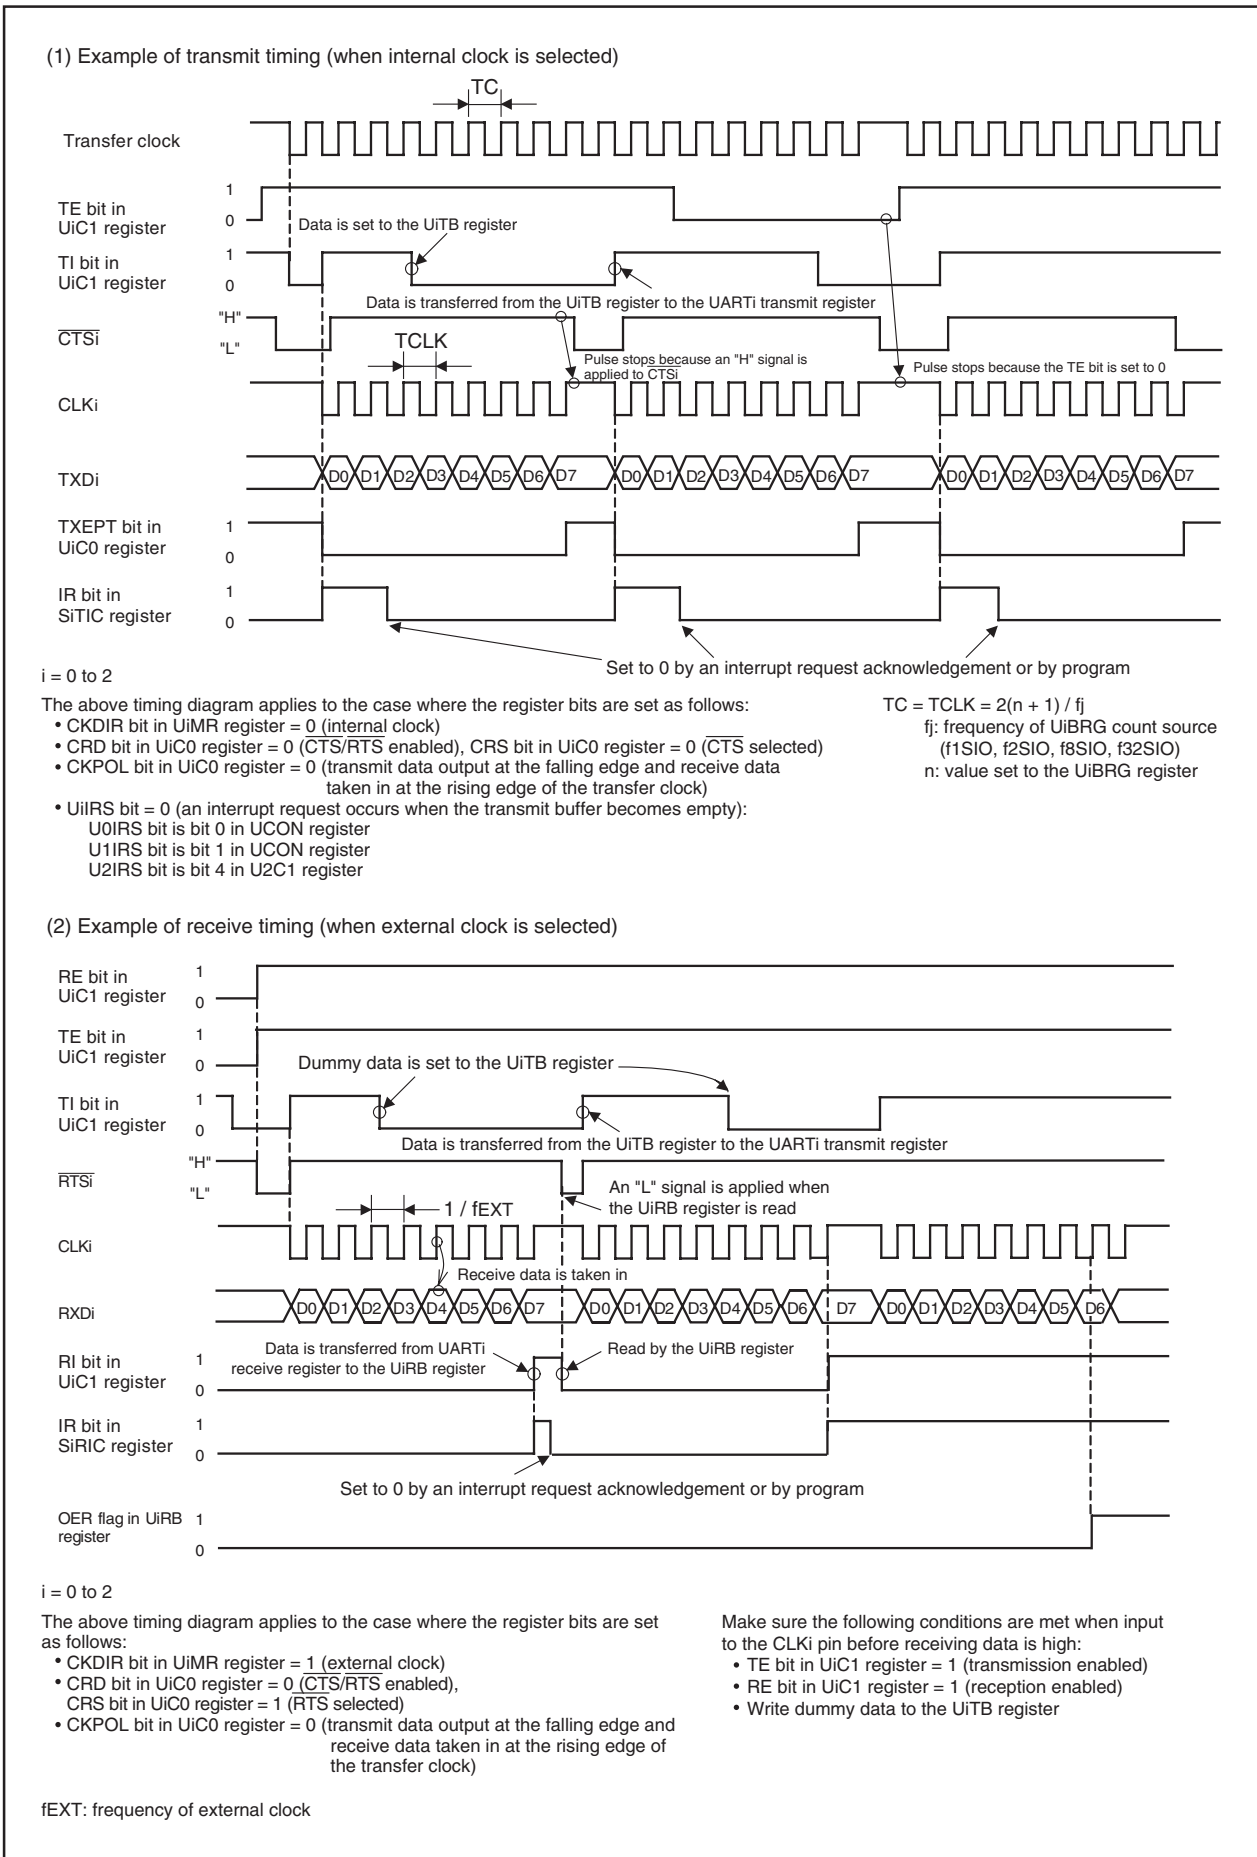 (1) Example of transmit timing (when internal clock is selected)
TC
Transfer clock
TE bit in
UiC1 register
1
0
Data is set to the UiTB register
TI bit in
UiC1 register
1
0
Data is transferred from the UiTB register to the UARTi transmit register
CTSi
"H"
"L"
TCLK
Pulse stops because an "H" signal is
applied to CTSi
Pulse stops because the TE bit is set to 0
CLKi
TXDi
D0 D1 D2 D3 D4 D5 D6 D7 D0 D1 D2 D3 D4 D5 D6 D7 D0 D1 D2 D3 D4 D5 D6 D7
TXEPT bit in
UiC0 register
1
0
IR bit in
SiTIC register
1
0
Set to 0 by an interrupt request acknowledgement or by program
i = 0 to 2
The above timing diagram applies to the case where the register bits are set as follows:
• CKDIR bit in UiMR register = 0 (internal clock)
• CRD bit in UiC0 register = 0 (CTS/RTS enabled), CRS bit in UiC0 register = 0 (CTS selected)
• CKPOL bit in UiC0 register = 0 (transmit data output at the falling edge and receive data
taken in at the rising edge of the transfer clock)
• UiIRS bit = 0 (an interrupt request occurs when the transmit buffer becomes empty):
U0IRS bit is bit 0 in UCON register
U1IRS bit is bit 1 in UCON register
U2IRS bit is bit 4 in U2C1 register
TC = TCLK = 2(n + 1) / fj
fj: frequency of UiBRG count source
(f1SIO, f2SIO, f8SIO, f32SIO)
n: value set to the UiBRG register
(2) Example of receive timing (when external clock is selected)
RE bit in
UiC1 register
1
0
TE bit in
UiC1 register
1
0
Dummy data is set to the UiTB register
TI bit in
UiC1 register
1
0
Data is transferred from the UiTB register to the UARTi transmit register
RTSi
"H"
"L"
An "L" signal is applied when
the UiRB register is read
1 / fEXT
CLKi
Receive data is taken in
RXDi
D0 D1 D2 D3 D4 D5 D6 D7 D0 D1 D2 D3 D4 D5 D6 D7 D0 D1 D2 D3 D4 D5 D6
Data is transferred from UARTi
receive register to the UiRB register
Read by the UiRB register
RI bit in
UiC1 register
1
0
IR bit in
SiRIC register
1
0
Set to 0 by an interrupt request acknowledgement or by program
OER flag in UiRB
register
1
0
i = 0 to 2
The above timing diagram applies to the case where the register bits are set
as follows:
• CKDIR bit in UiMR register = 1 (external clock)
• CRD bit in UiC0 register = 0 (CTS/RTS enabled),
CRS bit in UiC0 register = 1 (RTS selected)
• CKPOL bit in UiC0 register = 0 (transmit data output at the falling edge and
receive data taken in at the rising edge of
the transfer clock)
Make sure the following conditions are met when input
to the CLKi pin before receiving data is high:
• TE bit in UiC1 register = 1 (transmission enabled)
• RE bit in UiC1 register = 1 (reception enabled)
• Write dummy data to the UiTB register
fEXT: frequency of external clock